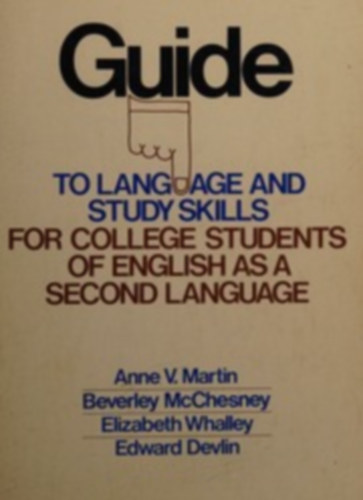 Guide
TO LANGUAGE AND
STUDY SKILLS
FOR COLLEGE STUDENTS
OF ENGLISH AS A
SECOND LANGUAGE
Anne V. Martin
Beverley McChesney
Elizabeth Whalley
Edward Devlin